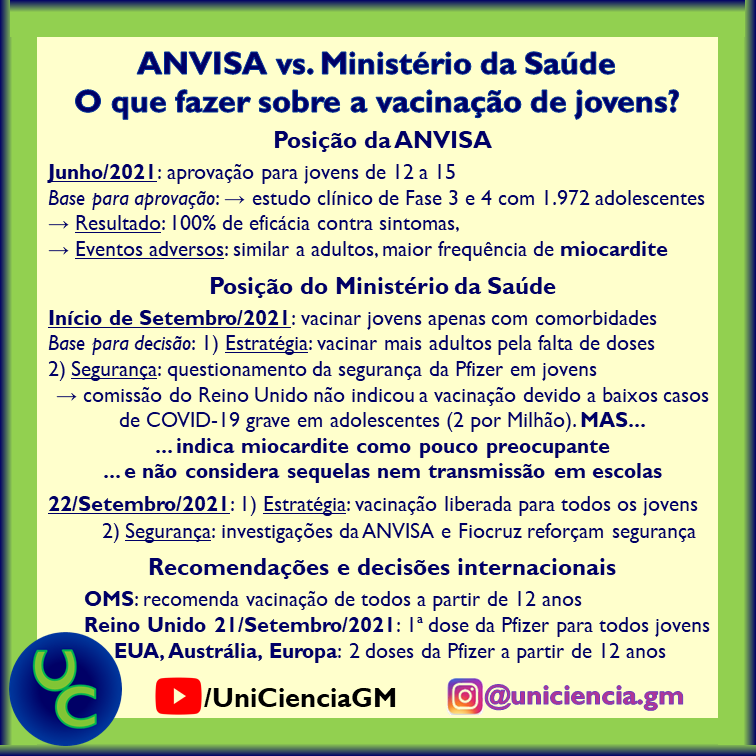 ANVISA vs. Ministério da Saúde
O que fazer sobre a vacinação de jovens?
Posição da ANVISA
Junho/2021: aprovação para jovens de 12 a 15
Base para aprovação: → estudo clínico de Fase 3 e 4 com 1.972 adolescentes
→ Resultado: 100% de eficácia contra sintomas,
→ Eventos adversos: similar a adultos, maior frequência de miocardite
Posição do Ministério da Saúde
Início de Setembro/2021: vacinar jovens apenas com comorbidades
Base para decisão: 1) Estratégia: vacinar mais adultos pela falta de doses
2) Segurança: questionamento da segurança da Pfizer em jovens
→ comissão do Reino Unido não indicou a vacinação devido a baixos casos
de COVID-19 grave em adolescentes (2 por Milhão). MAS...
... indica miocardite como pouco preocupante
... e não considera sequelas nem transmissão em escolas
22/Setembro/2021: 1) Estratégia: vacinação liberada para todos os jovens
2) Segurança: investigações da ANVISA e Fiocruz reforçam segurança
Recomendações e decisões internacionais
OMS: recomenda vacinação de todos a partir de 12 anos
Reino Unido 21/Setembro/2021: 1ª dose da Pfizer para todos jovens
EUA, Austrália, Europa: 2 doses da Pfizer a partir de 12 anos
UC
/UniCienciaGM
@uniciencia.gm